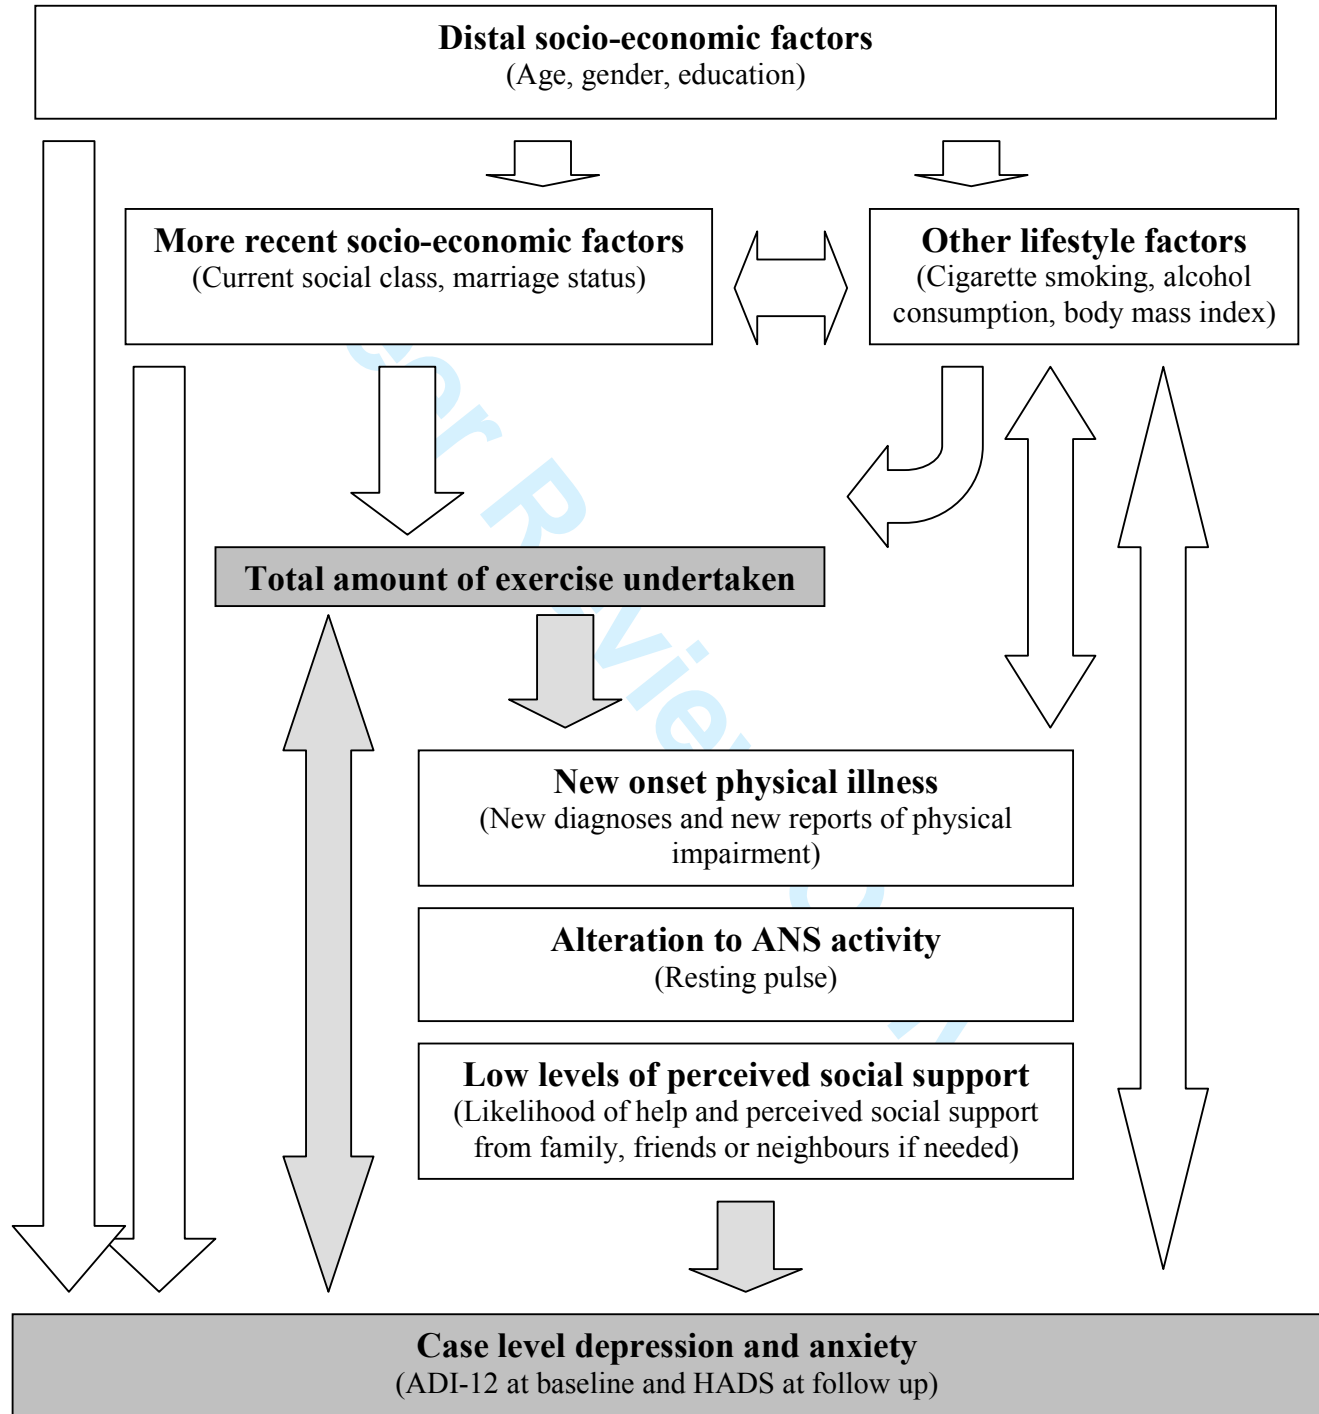 Distal socio-economic factors
(Age, gender, education)
More recent socio-economic factors
(Current social class, marriage status)
Other lifestyle factors
(Cigarette smoking, alcohol
consumption, body mass index)
Total amount of exercise undertaken
New onset physical illness
(New diagnoses and new reports of physical
impairment)
Alteration to ANS activity
(Resting pulse)
Low levels of perceived social support
(Likelihood of help and perceived social support
from family, friends or neighbours if needed)
Case level depression and anxiety
(ADI-12 at baseline and HADS at follow up)